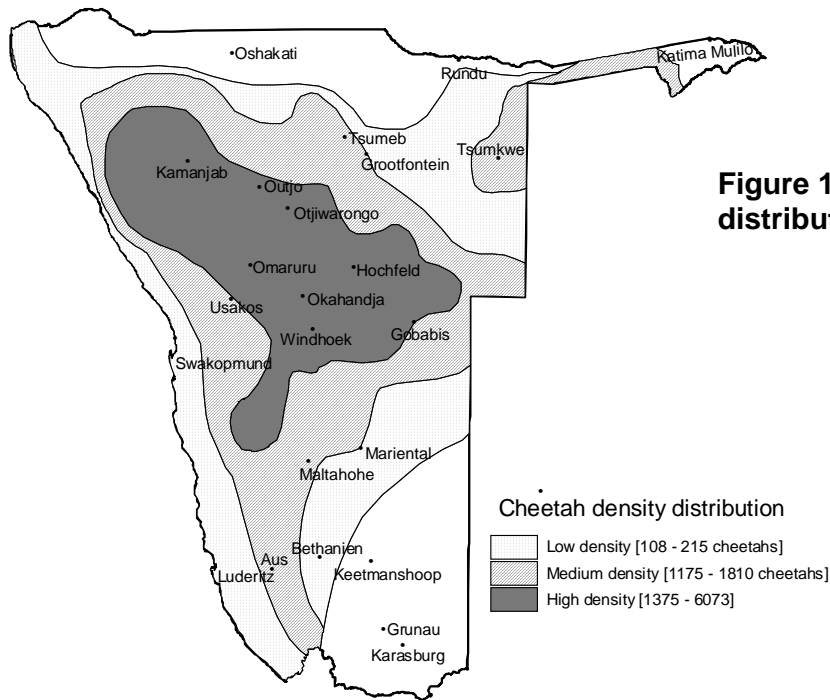 Oshakati
Katima Mulilo
Rundu
Tsumeb
Grootfontein
Tsumkwe
Kamanjab
Outjo
Otjiwarongo
Omaruru
Hochfeld
Okahandja
Usakos
Gobabis
Windhoek
Swakopmund
Mariental
Maltahohe
Bethanien
Aus
Luderitz
Keetmanshoop
Grunau
Karasburg
Figure 1
distribut
Cheetah density distribution
Low density [108 - 215 cheetahs]
Medium density [1175 - 1810 cheetahs]
High density [1375 - 6073]